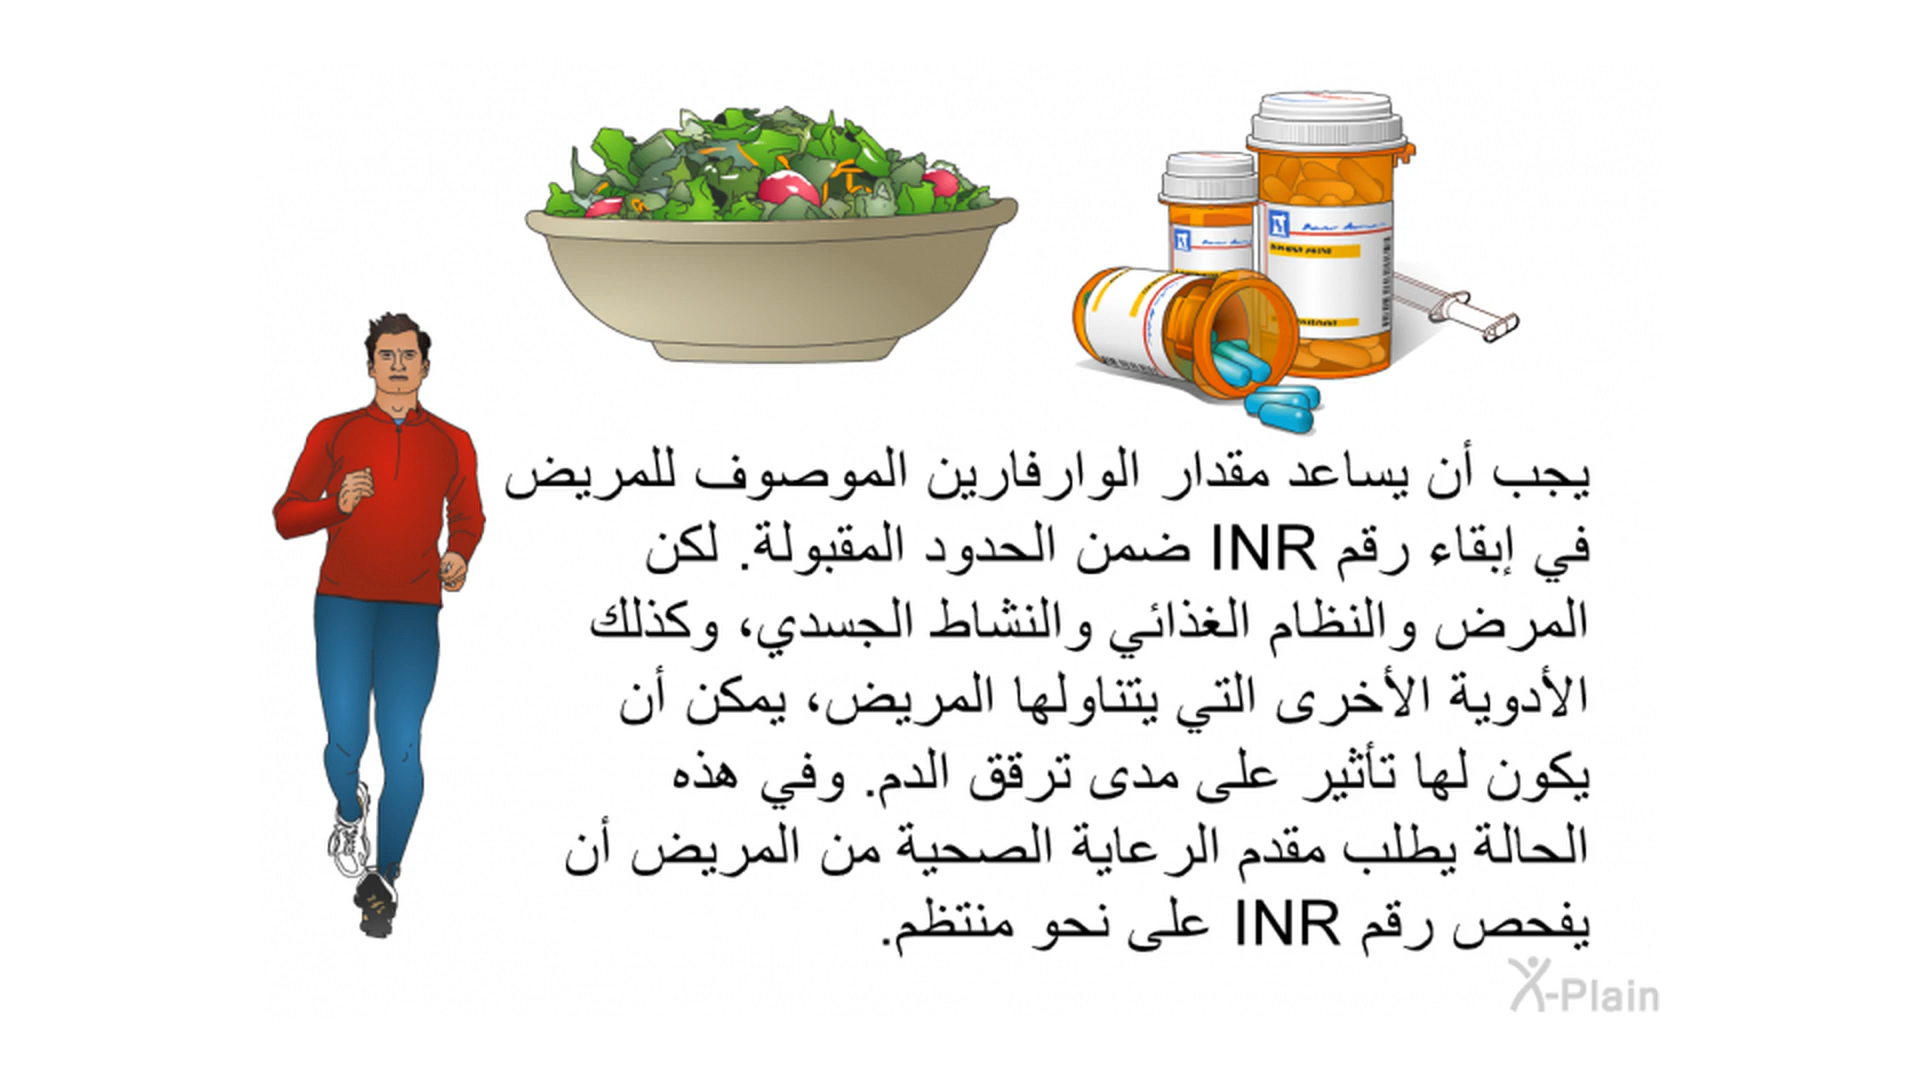 يجب أن يساعد مقدار الوارفارين الموصوف للمريض
في إبقاء رقم INR ضمن الحدود المقبولة. لكن
المرض والنظام الغذائي والنشاط الجسدي، وكذلك
الأدوية الأخرى التي يتناولها المريض، يمكن أن
يكون لها تأثير على مدى ترقق الدم. وفي هذه
الحالة يطلب مقدم الرعاية الصحية من المريض أن
يفحص رقم INR على نحو منتظم.
X-Plain